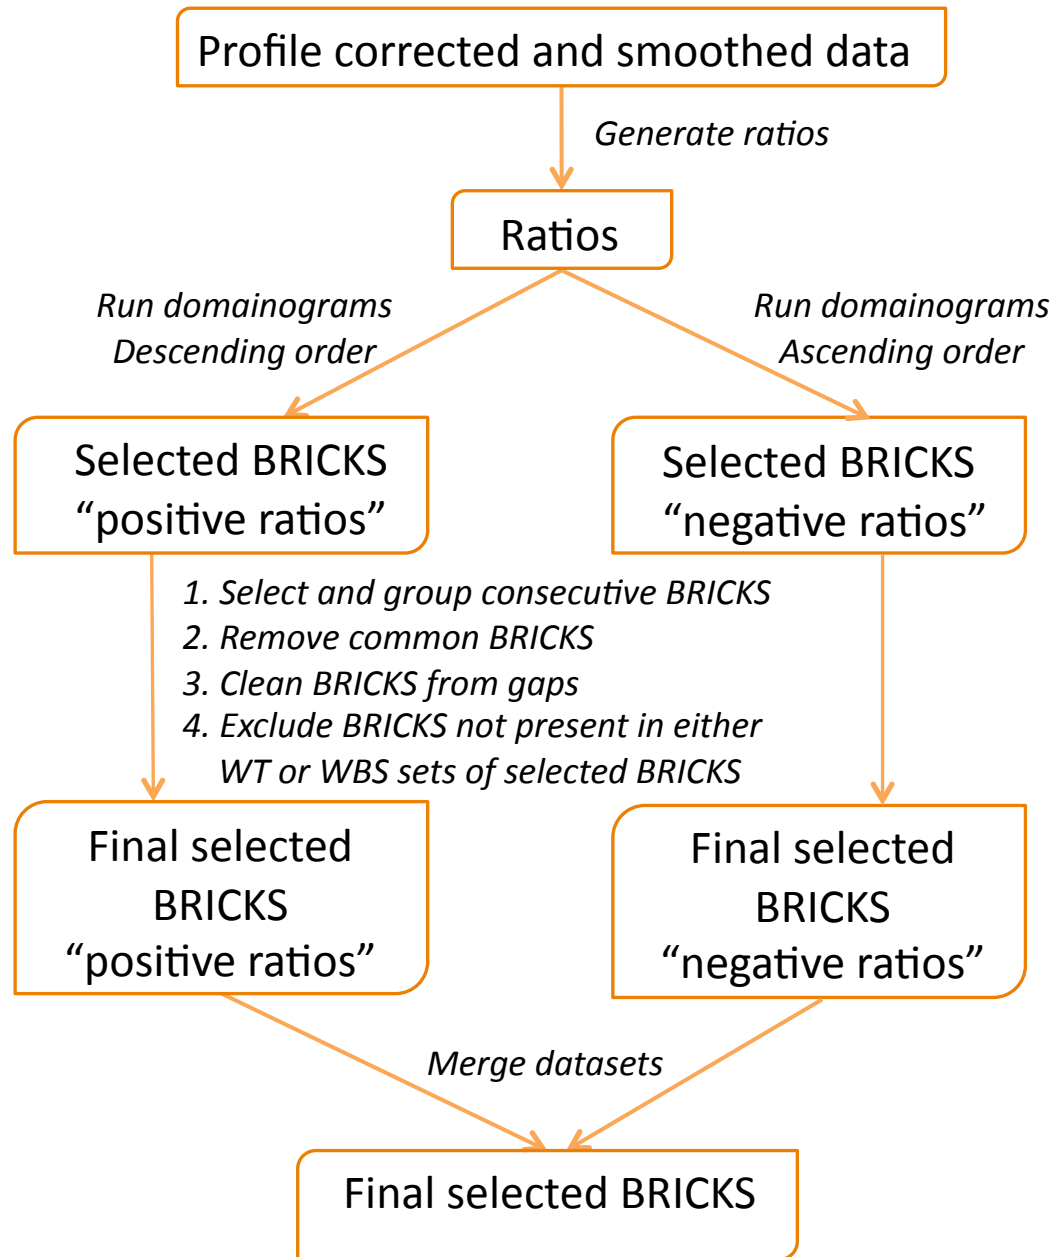 Profile corrected and smoothed data
Generate ratios
Ratios
Run domainograms
Descending order
Run domainograms
Ascending order
Selected BRICKS
“positive ratios”
Selected BRICKS
“negative ratios”
1. Select and group consecutive BRICKS
2. Remove common BRICKS
3. Clean BRICKS from gaps
4. Exclude BRICKS not present in either
WT or WBS sets of selected BRICKS
Final selected
BRICKS
“positive ratios”
Final selected
BRICKS
“negative ratios”
Merge datasets
Final selected BRICKS